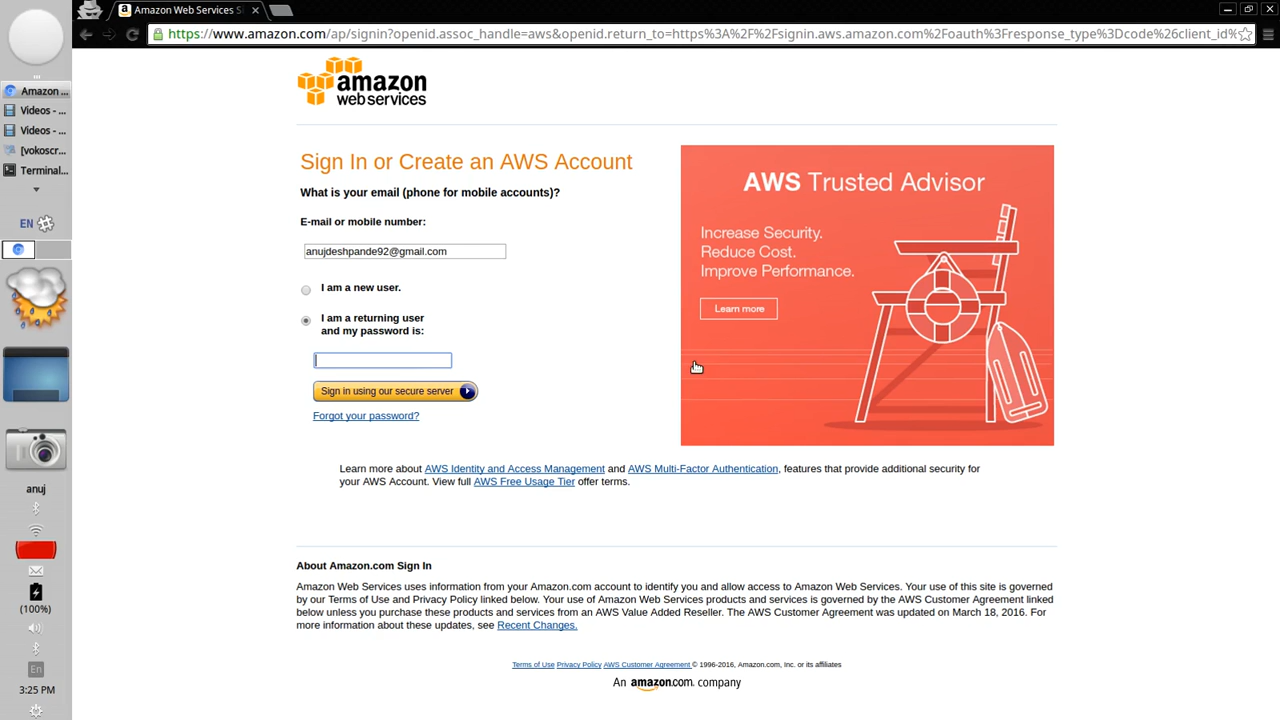 Amazon Web Services S
https://www.amazon.com/ap/signin?openid.assoc_handle=aws&openid.return_to=https%3A%2F%2Fsignin.aws.amazon.com%2Foauth%3Fresponse_type%3Dcode%26client_id%
Amazon ...
Videos - ...
Videos - ...
[vokoscr...
Terminal...
EN
anuj
(100%)
En
3:25 PM
amazon
web services
Sign In or Create an AWS Account
What is your email (phone for mobile accounts)?
E-mail or mobile number:
anujdeshpande92@gmail.com
I am a new user.
I am a returning user
and my password is:
Sign in using our secure server
Forgot your password?
AWS Trusted Advisor
Increase Security.
Reduce Cost.
Improve Performance.
Learn more
Learn more about AWS Identity and Access Management and AWS Multi-Factor Authentication, features that provide additional security for
your AWS Account. View full AWS Free Usage Tier offer terms.
About Amazon.com Sign In
Amazon Web Services uses information from your Amazon.com account to identify you and allow access to Amazon Web Services. Your use of this site is governed
by our Terms of Use and Privacy Policy linked below. Your use of Amazon Web Services products and services is governed by the AWS Customer Agreement linked
below unless you purchase these products and services from an AWS Value Added Reseller. The AWS Customer Agreement was updated on March 18, 2016. For
more information about these updates, see Recent Changes.
Terms of Use Privacy Policy AWS Customer Agreement © 1996-2016, Amazon.com, Inc. or its affiliates
An amazon.com. company